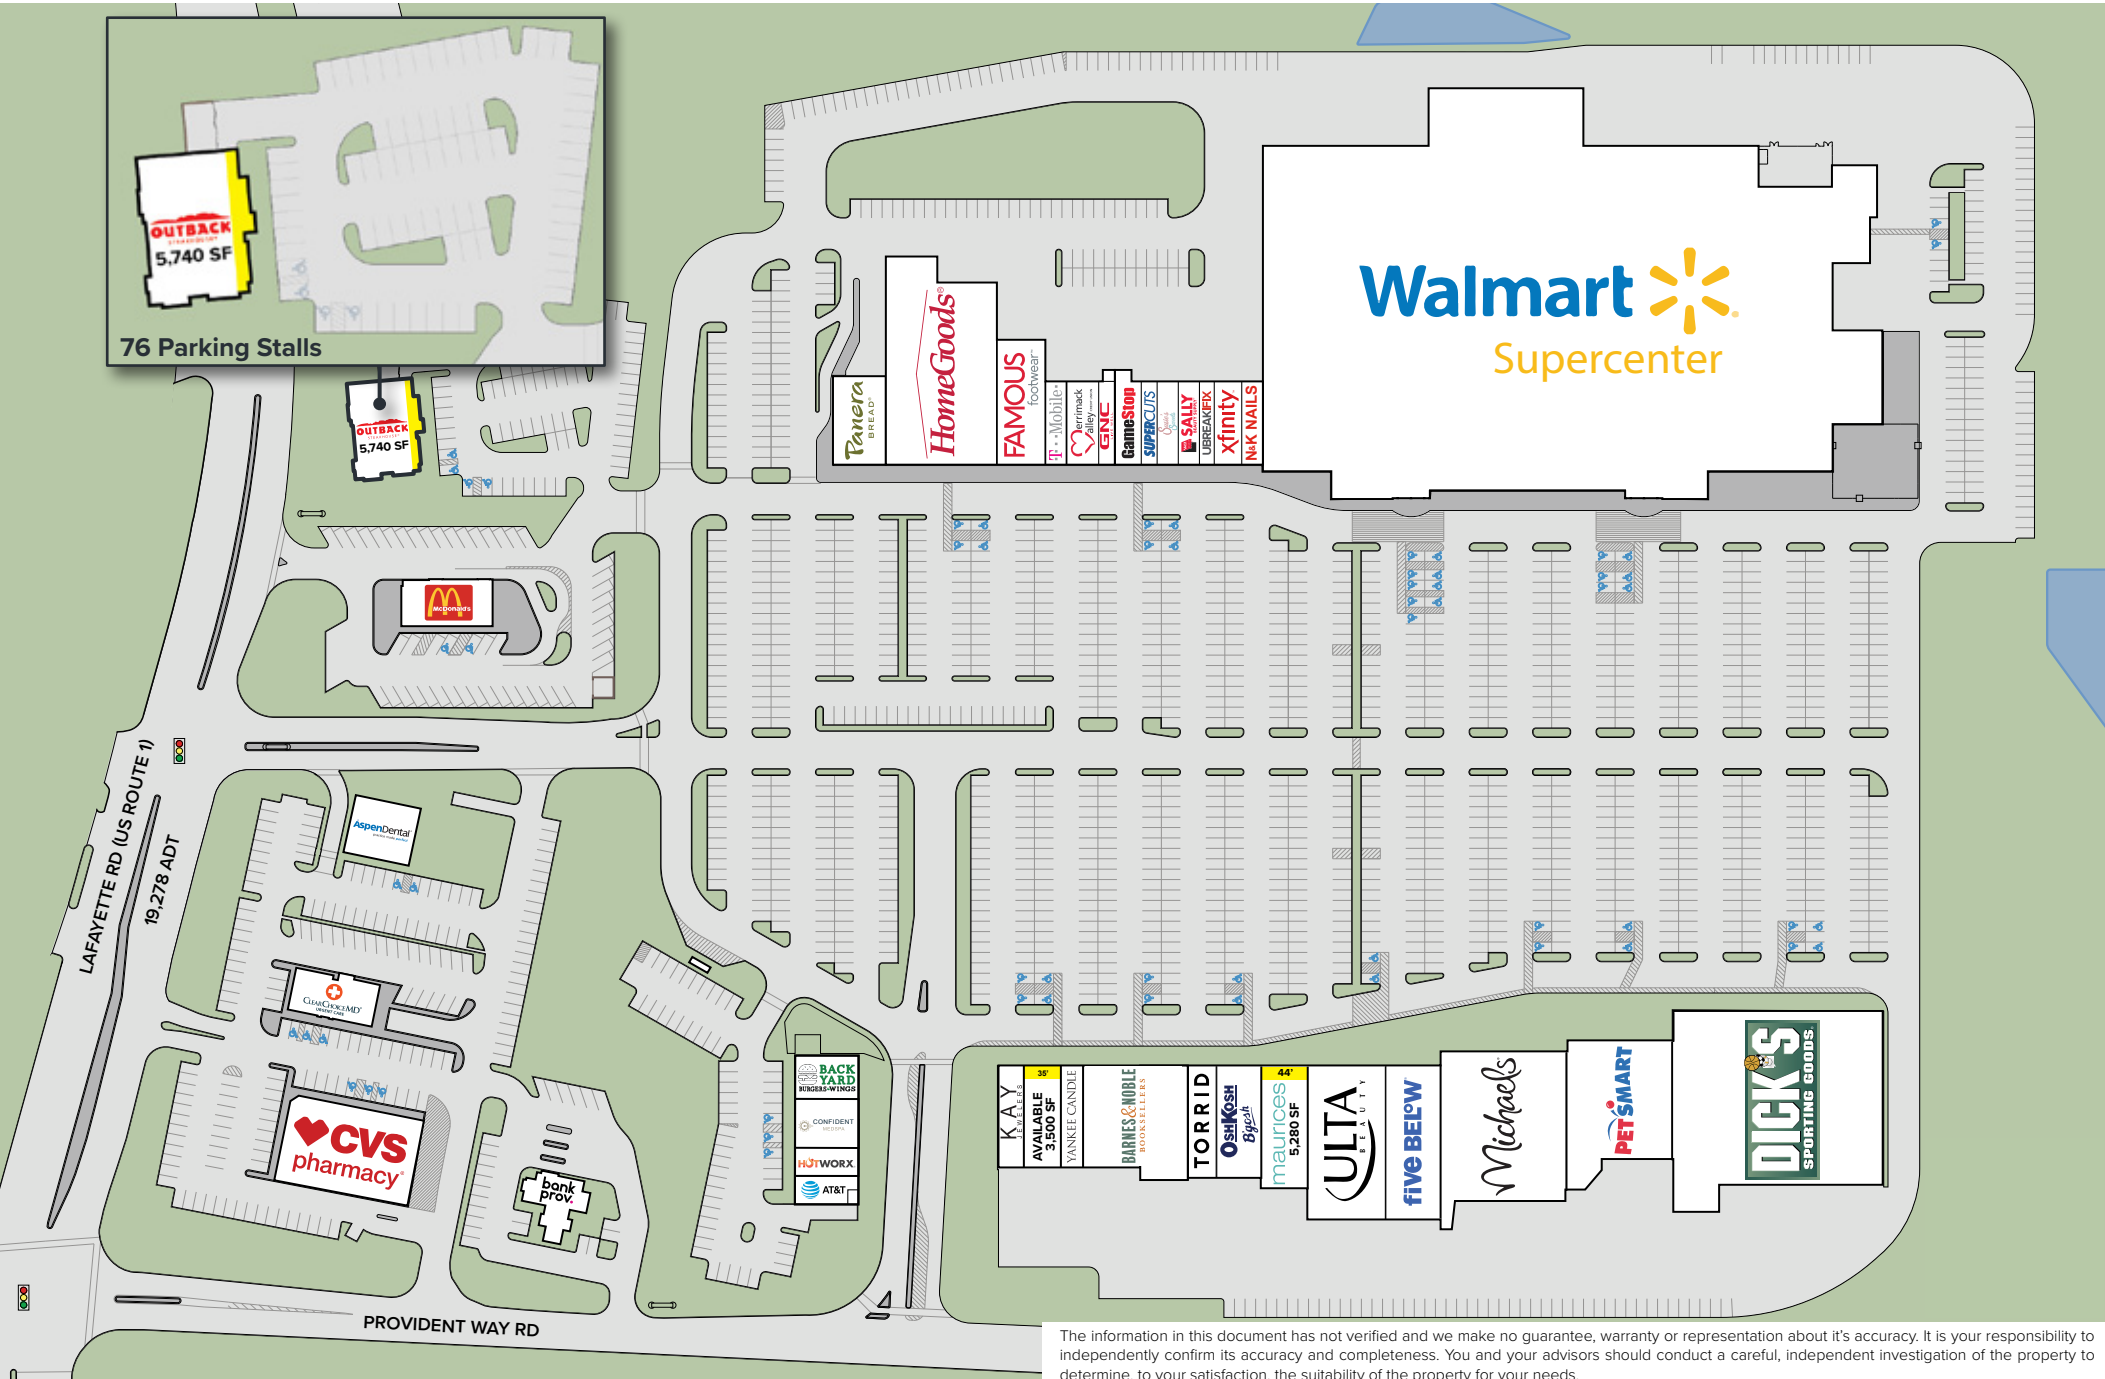 OUTBACK
STEAKHOUSE
5,740 SF
76 Parking Stalls
OUTBACK
STEAKHOUSE
5,740 SF
McDonald's
Walmart
Supercenter
Panera
BREAD®
HomeGoods®
FAMOUS
footwear
T··Mobile·
Merrimack
Valley
GNC
GameStop
SUPERCUTS
SALLY
UBREAKIFIX
xfinity
N&K NAILS
LAFAYETTE RD (US ROUTE 1)
19,278 ADT
AspenDental
CLEARCHOICEMD
URGENT CARE
CVS
pharmacy
bank
prov.
BACK
YARD
BURGERS•WINGS
CONFIDENT
MEDSPA
HOTWORX
AT&T
KAY
JEWELERS
35'
AVAILABLE
3,500 SF
YANKEE CANDLE
BARNES&NOBLE
BOOKSELLERS
TORRID
OSHKOSH
B'gosh
44'
maurices
5,280 SF
ULTA
BEAUTY
five BELOW
Michaels
PETSMART
DICK'S
SPORTING GOODS
PROVIDENT WAY RD
The information in this document has not verified and we make no guarantee, warranty or representation about it's accuracy. It is your responsibility to
independently confirm its accuracy and completeness. You and your advisors should conduct a careful, independent investigation of the property to
determine, to your satisfaction, the suitability of the property for your needs.